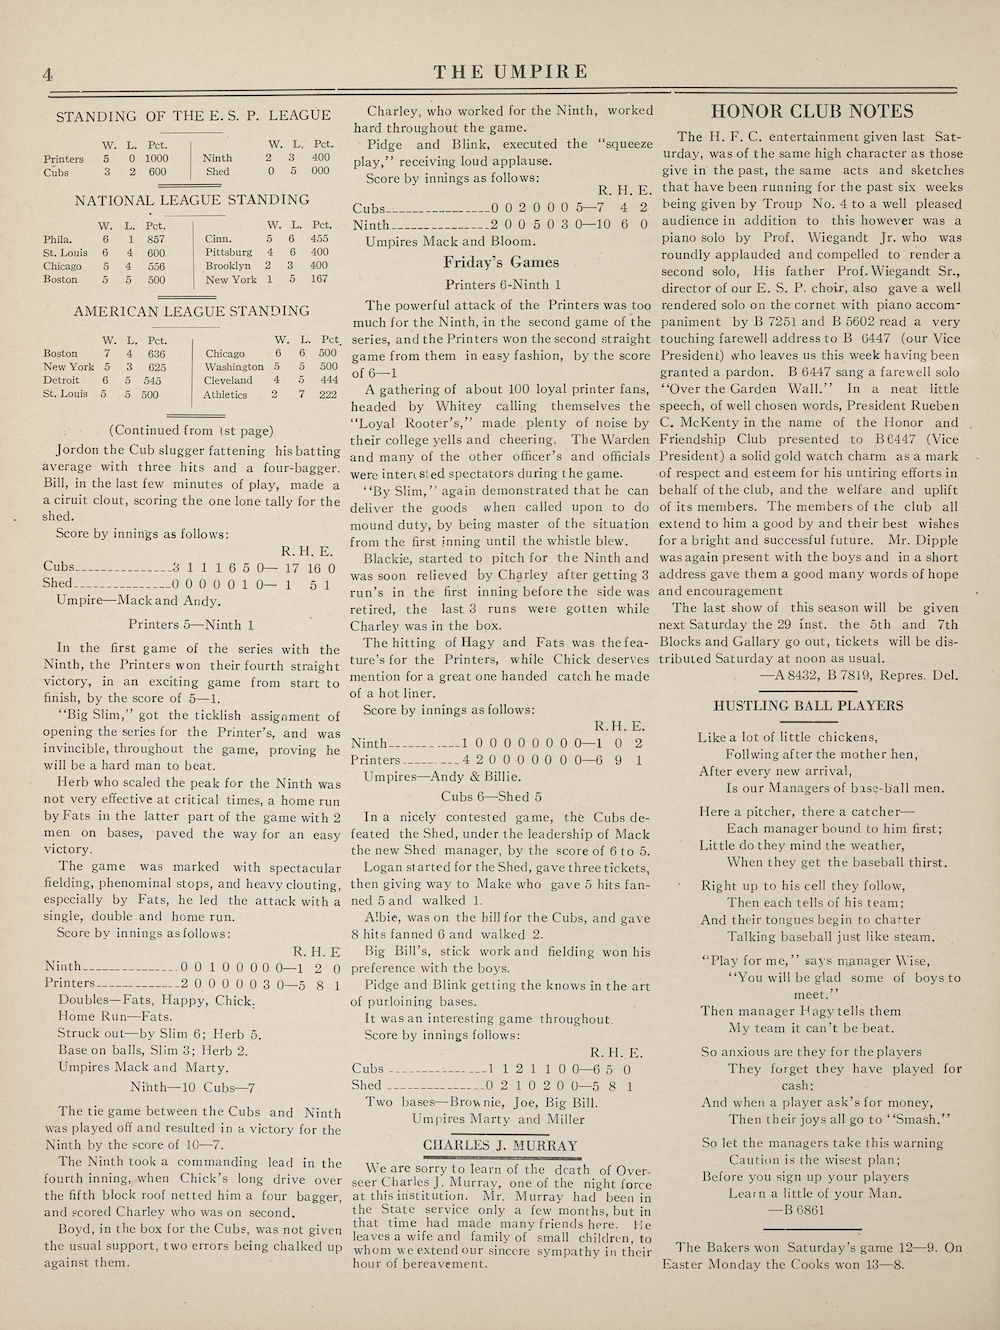 4
THE UMPIRE
STANDING OF THE E. S. P. LEAGUE
W. L. Pct. W. L. Pct.
Printers 5 0 1000 Ninth 2 3 400
Cubs 3 2 600 Shed 0 5 000
NATIONAL LEAGUE STANDING
W. L. Pct. W. L. Pct.
Phila. 6 1 857 Cinn. 5 6 455
St. Louis 6 4 600 Pittsburg 4 6 400
Chicago 5 4 556 Brooklyn 2 3 400
Boston 5 5 500 New York 1 5 167
AMERICAN LEAGUE STANDING
W. L. Pct. W. L. Pct.
Boston 7 4 636 Chicago 6 6 500
New York 5 3 625 Washington 5 5 500
Detroit 6 5 545 Cleveland 4 5 444
St. Louis 5 5 500 Athletics 2 7 222
(Continued from 1st page)
Jordon the Cub slugger fattening his batting
average with three hits and a four-bagger.
Bill, in the last few minutes of play, made a
a ciruit clout, scoring the one lone tally for the
shed.
Score by innings as follows:
R. H. E.
Cubs_______________3 1 1 1 6 5 0— 17 16 0
Shed_______________0 0 0 0 0 1 0— 1 5 1
Umpire—Mack and Andy.
Printers 5—Ninth 1
In the first game of the series with the
Ninth, the Printers won their fourth straight
victory, in an exciting game from start to
finish, by the score of 5—1.
"Big Slim," got the ticklish assignment of
opening the series for the Printer's, and was
invincible, throughout the game, proving he
will be a hard man to beat.
Herb who scaled the peak for the Ninth was
not very effective at critical times, a home run
by Fats in the latter part of the game with 2
men on bases, paved the way for an easy
victory.
The game was marked with spectacular
fielding, phenominal stops, and heavy clouting,
especially by Fats, he led the attack with a
single, double and home run.
Score by innings as follows:
R. H. E
Ninth_______________0 0 1 0 0 0 0 0—1 2 0
Printers_____________2 0 0 0 0 0 3 0—5 8 1
Doubles—Fats, Happy, Chick.
Home Run—Fats.
Struck out—by Slim 6; Herb 5.
Base on balls, Slim 3; Herb 2.
Umpires Mack and Marty.
Ninth—10 Cubs—7
The tie game between the Cubs and Ninth
was played off and resulted in a victory for the
Ninth by the score of 10—7.
The Ninth took a commanding lead in the
fourth inning, when Chick's long drive over
the fifth block roof netted him a four bagger,
and scored Charley who was on second.
Boyd, in the box for the Cubs, was not given
the usual support, two errors being chalked up
against them.
Charley, who worked for the Ninth, worked
hard throughout the game.
Pidge and Blink, executed the "squeeze
play," receiving loud applause.
Score by innings as follows:
R. H. E.
Cubs________________0 0 2 0 0 0 5—7 4 2
Ninth_______________2 0 0 5 0 3 0—10 6 0
Umpires Mack and Bloom.
Friday's Games
Printers 6-Ninth 1
The powerful attack of the Printers was too
much for the Ninth, in the second game of the
series, and the Printers won the second straight
game from them in easy fashion, by the score
of 6—1
A gathering of about 100 loyal printer fans,
headed by Whitey calling themselves the
"Loyal Rooter's," made plenty of noise by
their college yells and cheering. The Warden
and many of the other officer's and officials
were interested spectators during the game.
"By Slim," again demonstrated that he can
deliver the goods when called upon to do
mound duty, by being master of the situation
from the first inning until the whistle blew.
Blackie, started to pitch for the Ninth and
was soon relieved by Charley after getting 3
run's in the first inning before the side was
retired, the last 3 runs were gotten while
Charley was in the box.
The hitting of Hagy and Fats was the fea-
ture's for the Printers, while Chick deserves
mention for a great one handed catch he made
of a hot liner.
Score by innings as follows:
R. H. E.
Ninth___________1 0 0 0 0 0 0 0 0—1 0 2
Printers_________4 2 0 0 0 0 0 0 0—6 9 1
Umpires—Andy & Billie.
Cubs 6—Shed 5
In a nicely contested game, the Cubs de-
feated the Shed, under the leadership of Mack
the new Shed manager, by the score of 6 to 5.
Logan started for the Shed, gave three tickets,
then giving way to Make who gave 5 hits fan-
ned 5 and walked 1.
Albie, was on the hill for the Cubs, and gave
8 hits fanned 6 and walked 2.
Big Bill's, stick work and fielding won his
preference with the boys.
Pidge and Blink getting the knows in the art
of purloining bases.
It was an interesting game throughout.
Score by innings follows:
R. H. E.
Cubs _______________1 1 2 1 1 0 0—6 5 0
Shed _______________0 2 1 0 2 0 0—5 8 1
Two bases—Brownie, Joe, Big Bill.
Umpires Marty and Miller
CHARLES J. MURRAY
We are sorry to learn of the death of Over-
seer Charles J. Murray, one of the night force
at this institution. Mr. Murray had been in
the State service only a few months, but in
that time had made many friends here. He
leaves a wife and family of small children, to
whom we extend our sincere sympathy in their
hour of bereavement.
HONOR CLUB NOTES
The H. F. C. entertainment given last Sat-
urday, was of the same high character as those
give in the past, the same acts and sketches
that have been running for the past six weeks
being given by Troup No. 4 to a well pleased
audience in addition to this however was a
piano solo by Prof. Wiegandt Jr. who was
roundly applauded and compelled to render a
second solo, His father Prof. Wiegandt Sr.,
director of our E. S. P. choir, also gave a well
rendered solo on the cornet with piano accom-
paniment by B 7251 and B 5602 read a very
touching farewell address to B 6447 (our Vice
President) who leaves us this week having been
granted a pardon. B 6447 sang a farewell solo
"Over the Garden Wall." In a neat little
speech, of well chosen words, President Rueben
C. McKenty in the name of the Honor and
Friendship Club presented to B 6447 (Vice
President) a solid gold watch charm as a mark
of respect and esteem for his untiring efforts in
behalf of the club, and the welfare and uplift
of its members. The members of the club all
extend to him a good by and their best wishes
for a bright and successful future. Mr. Dipple
was again present with the boys and in a short
address gave them a good many words of hope
and encouragement
The last show of this season will be given
next Saturday the 29 inst. the 5th and 7th
Blocks and Gallary go out, tickets will be dis-
tributed Saturday at noon as usual.
—A 8432, B 7819, Repres. Del.
HUSTLING BALL PLAYERS
Like a lot of little chickens,
Follwing after the mother hen,
After every new arrival,
Is our Managers of base-ball men.
Here a pitcher, there a catcher—
Each manager bound to him first;
Little do they mind the weather,
When they get the baseball thirst.
Right up to his cell they follow,
Then each tells of his team;
And their tongues begin to chatter
Talking baseball just like steam.
"Play for me," says manager Wise,
"You will be glad some of boys to
meet."
Then manager Hagy tells them
My team it can't be beat.
So anxious are they for the players
They forget they have played for
cash;
And when a player ask's for money,
Then their joys all go to "Smash."
So let the managers take this warning
Caution is the wisest plan;
Before you sign up your players
Learn a little of your Man.
—B 6861
The Bakers won Saturday's game 12—9. On
Easter Monday the Cooks won 13—8.